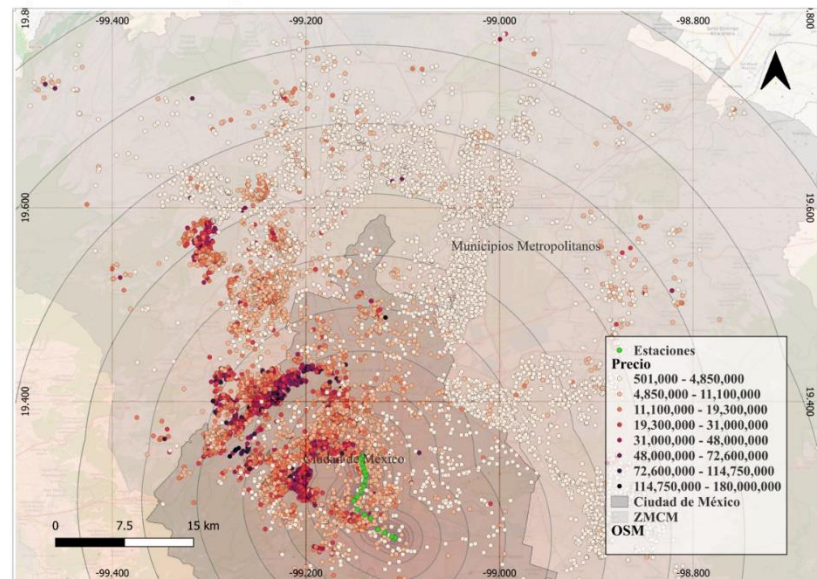 -99.400 -99.200 -99.000 -98.800
19.600 19.600
Municipios Metropolitanos
Estaciones
Precio
501,000 - 4,850,000
4,850,000 - 11,100,000
11,100,000 - 19,300,000
19,300,000 - 31,000,000
31,000,000 - 48,000,000
48,000,000 - 72,600,000
72,600,000 - 114,750,000
114,750,000 - 180,000,000
Ciudad de México
ZMCM
OSM
19.400 19.400
Ciudad de México
0 7.5 15 km
-99.400 -99.200 -99.000 -98.800